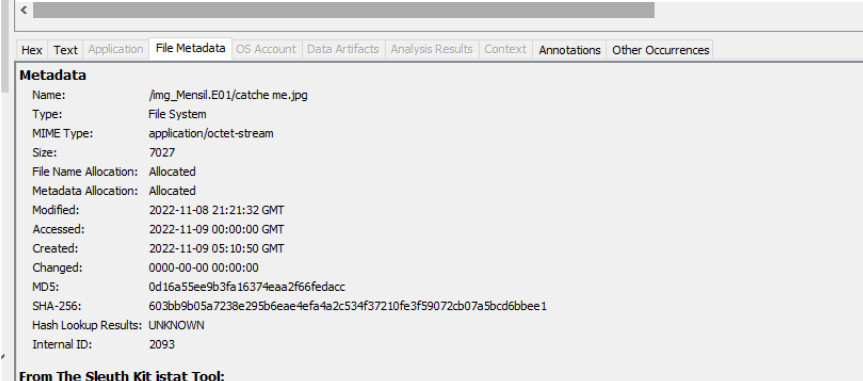 Hex Text Application File Metadata OS Account Data Artifacts Analysis Results Context Annotations Other Occurrences
Metadata
Name: /img_Mensil.E01/catche me.jpg
Type: File System
MIME Type: application/octet-stream
Size: 7027
File Name Allocation: Allocated
Metadata Allocation: Allocated
Modified: 2022-11-08 21:21:32 GMT
Accessed: 2022-11-09 00:00:00 GMT
Created: 2022-11-09 05:10:50 GMT
Changed: 0000-00-00 00:00:00
MD5: 0d16a55ee9b3fa16374eaa2f66fedacc
SHA-256: 603bb9b05a7238e295b6eae4efa4a2c534f37210fe3f59072cb07a5bcd6bbee1
Hash Lookup Results: UNKNOWN
Internal ID: 2093
From The Sleuth Kit istat Tool: